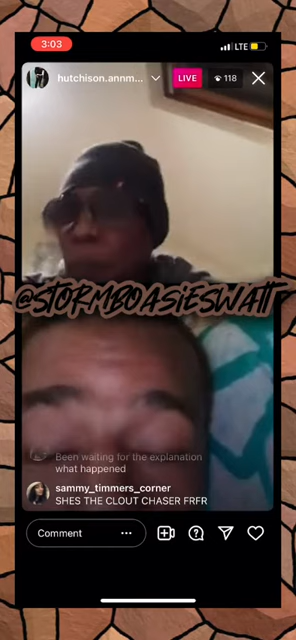 3:03
LTE
hutchison.annm...
LIVE
118
@STORMBOASIESWATT
Been waiting for the explanation
what happened
sammy_timmers_corner
SHES THE CLOUT CHASER FRFR
Comment